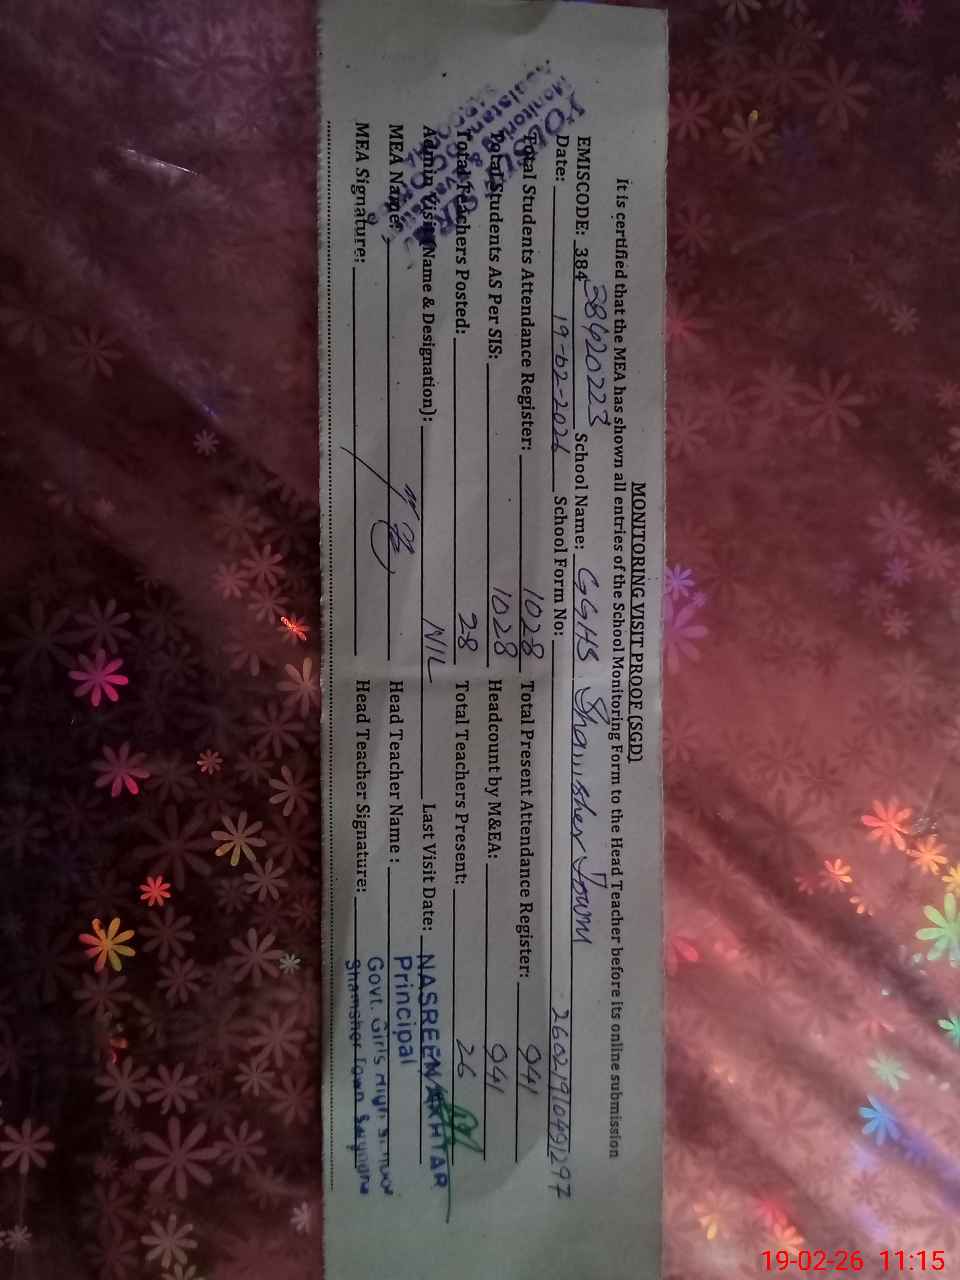 MONITORING VISIT PROOF (SGD)
It is certified that the MEA has shown all entries of the School Monitoring Form to the Head Teacher before its online submission
EMISCODE: 384 38420223 School Name: GGHS Shamsher Town
Date: 19-02-2026 School Form No: 26021910491297
Total Students Attendance Register: 1028 Total Present Attendance Register: 941
Total Students AS Per SIS: 1028 Headcount by M&EA: 941
Total Teachers Posted: 28 Total Teachers Present: 26
Admin Visit (Name & Designation): NIL Last Visit Date:
MEA Name: Head Teacher Name :
MEA Signature: Head Teacher Signature:
NASREEN AKHTAR
Principal
Govt. Girls High School
Shamsher Town Sargodha
19-02-26 11:15